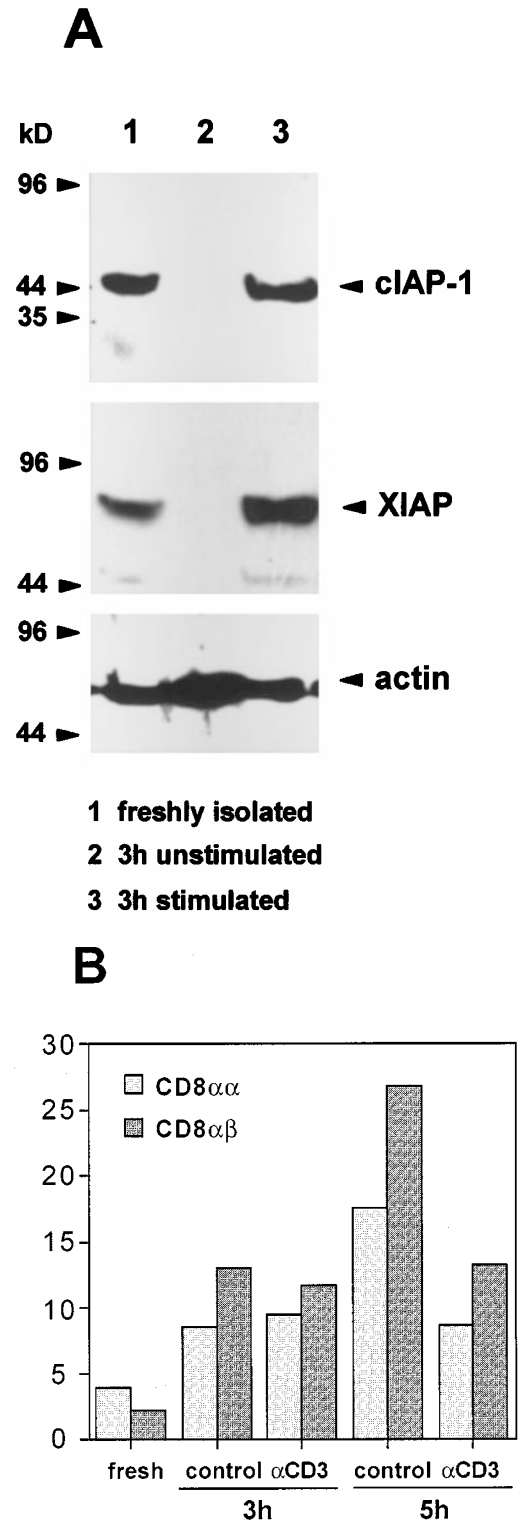 A
kD 1 2 3
96
44 cIAP-1
35
96
XIAP
44
96
actin
44
1 freshly isolated
2 3h unstimulated
3 3h stimulated
B
30
CD8αα
25
CD8αβ
20
15
10
5
0
fresh control αCD3 control αCD3
3h 5h